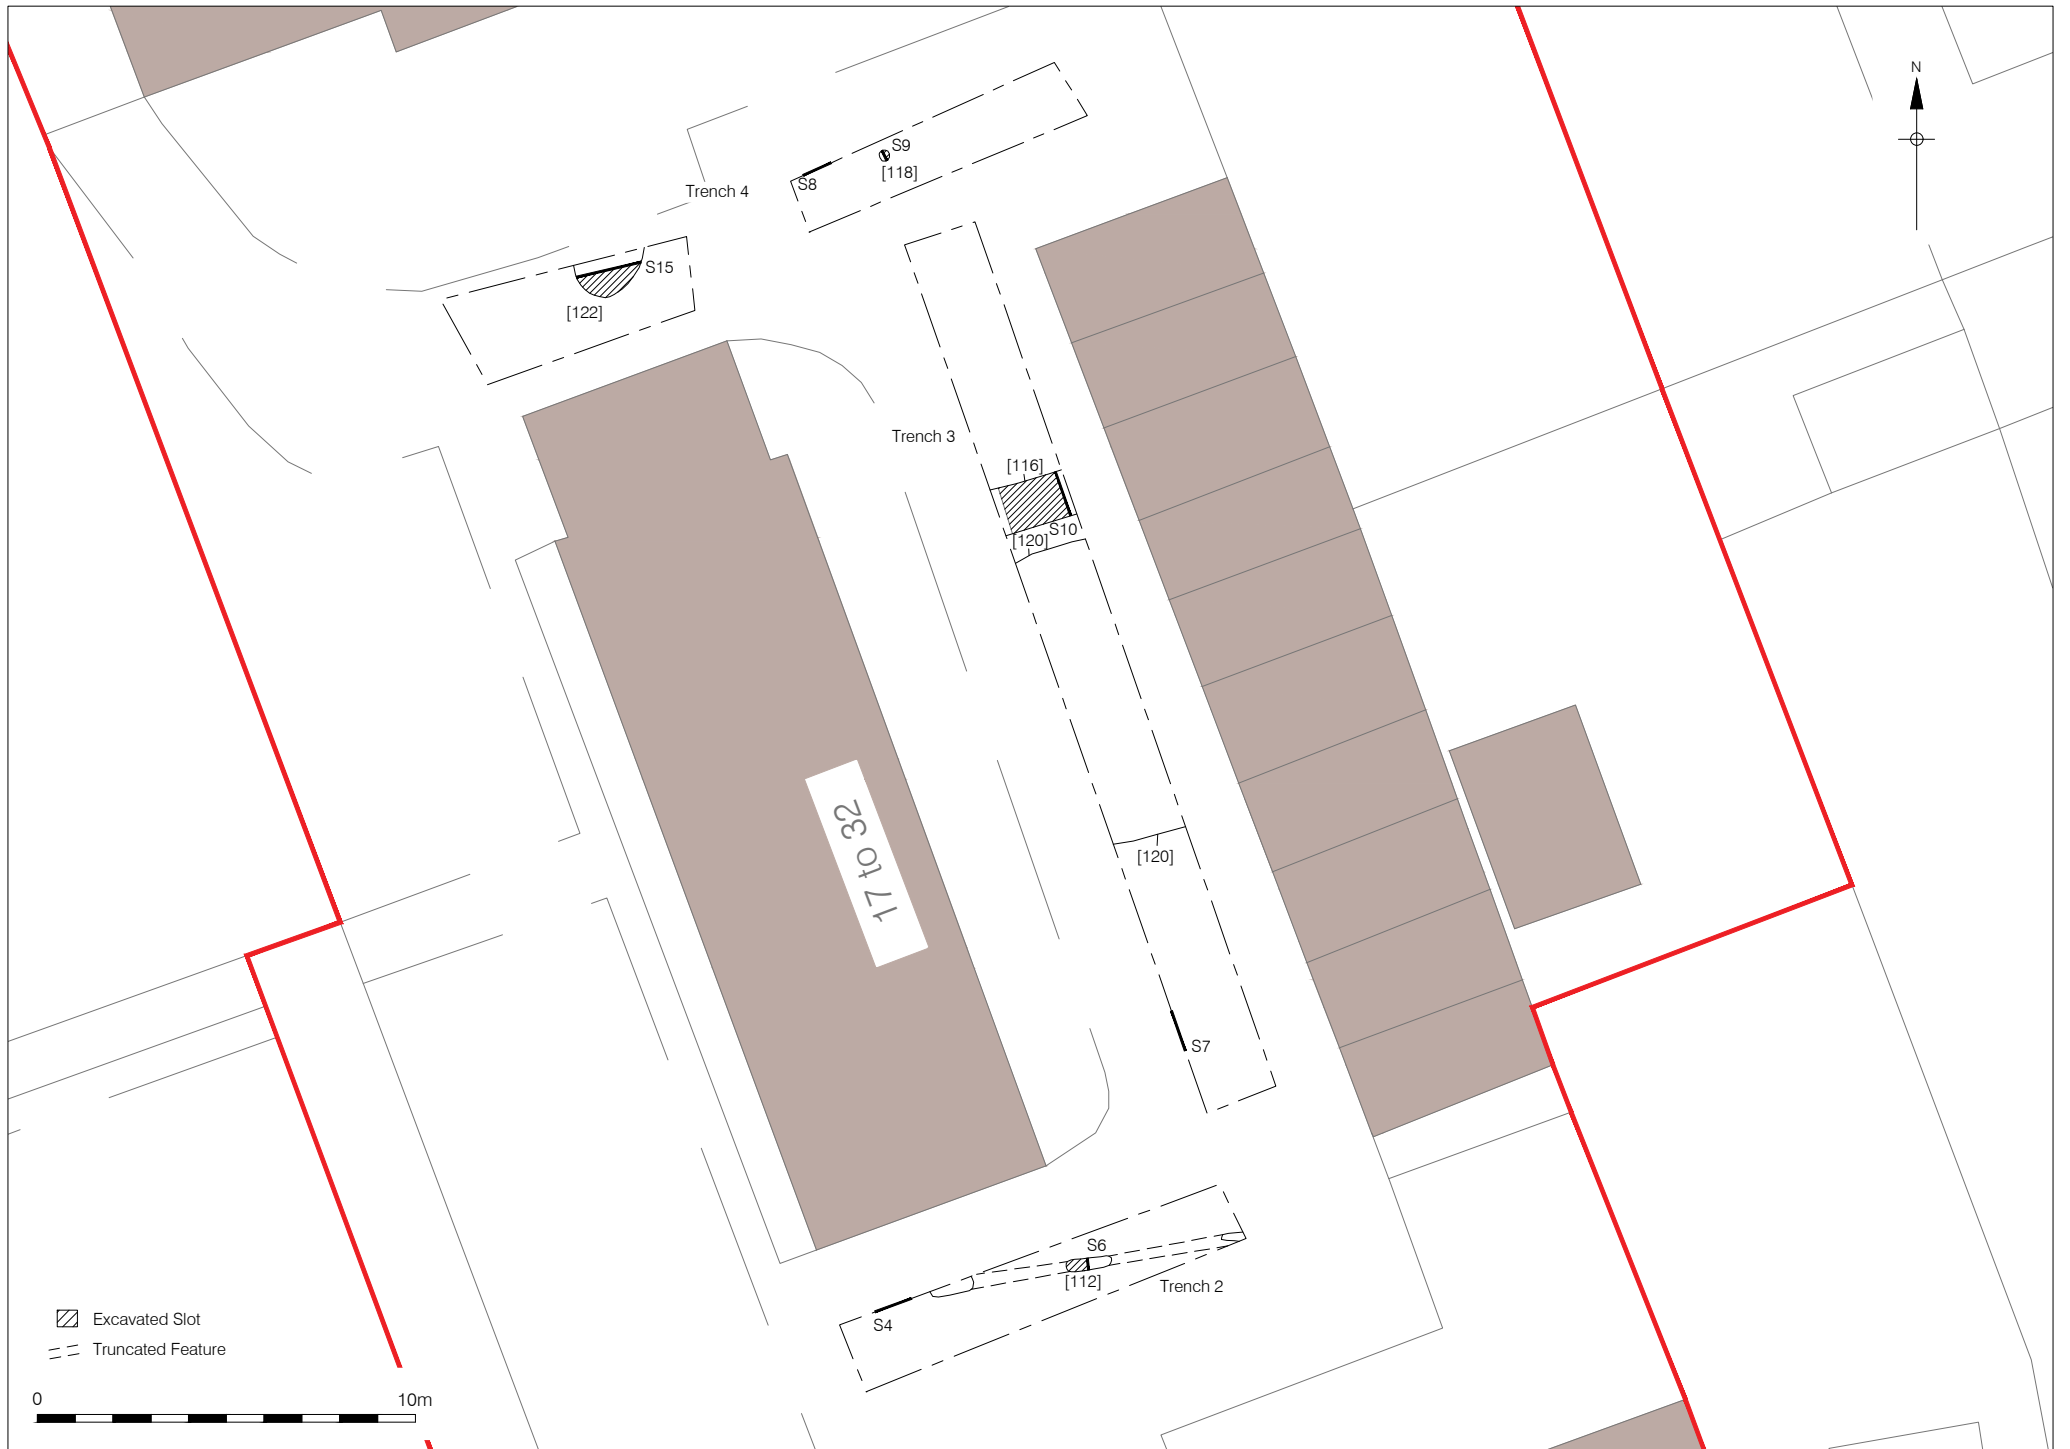 N
S9
[118]
S8
Trench 4
S15
[122]
Trench 3
[116]
S10
[120]
17 to 32
[120]
S7
S6
[112]
Trench 2
S4
Excavated Slot
Truncated Feature
0 10m